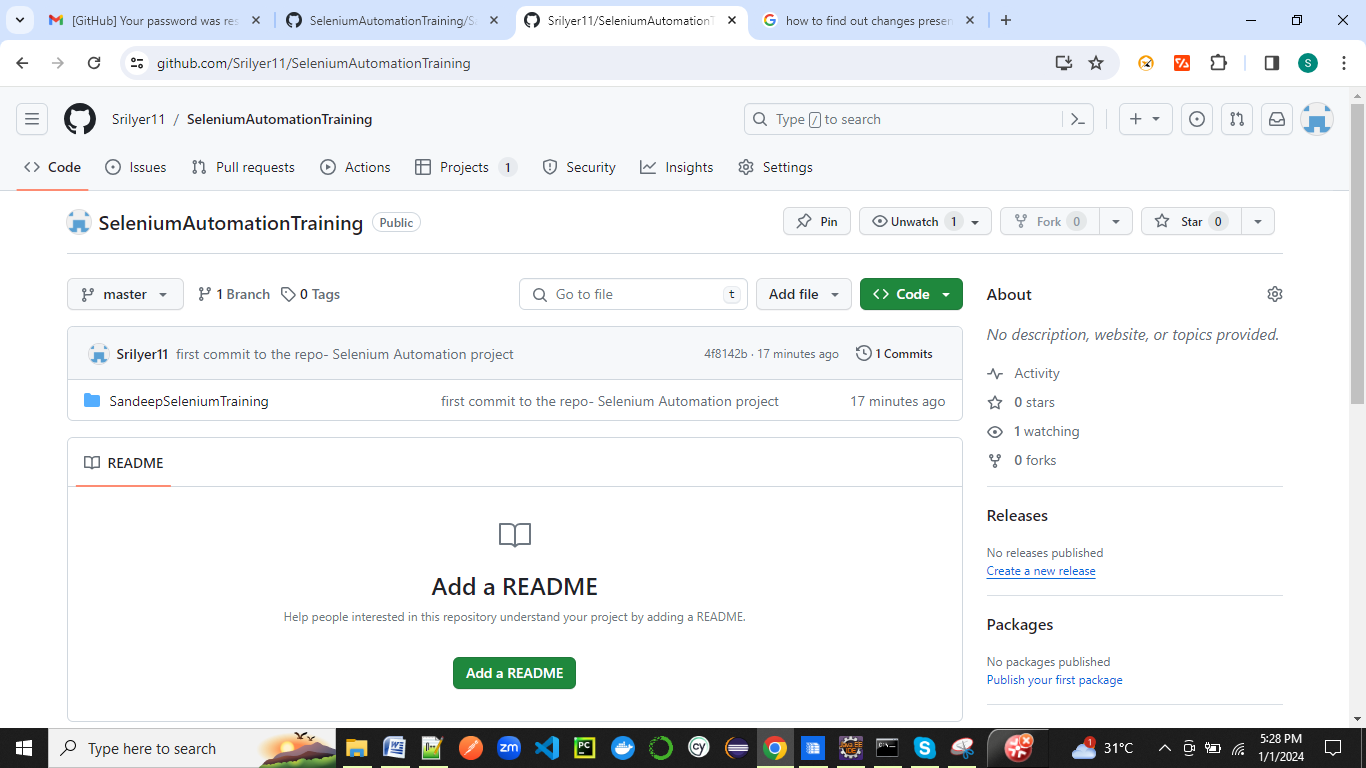 [GitHub] Your password was res
SeleniumAutomationTraining/Sa
Srilyer11/SeleniumAutomationT
how to find out changes presen
github.com/Srilyer11/SeleniumAutomationTraining
S
Srilyer11 / SeleniumAutomationTraining
Type / to search
Code
Issues
Pull requests
Actions
Projects 1
Security
Insights
Settings
SeleniumAutomationTraining Public
Pin
Unwatch 1
Fork 0
Star 0
master
1 Branch
0 Tags
Go to file t
Add file
Code
About
No description, website, or topics provided.
Srilyer11 first commit to the repo- Selenium Automation project
4f8142b · 17 minutes ago
1 Commits
SandeepSeleniumTraining first commit to the repo- Selenium Automation project 17 minutes ago
Activity
0 stars
1 watching
0 forks
README
Add a README
Help people interested in this repository understand your project by adding a README.
Add a README
Releases
No releases published
Create a new release
Packages
No packages published
Publish your first package
Type here to search
zm
PC
cy
31°C
5:28 PM
1/1/2024